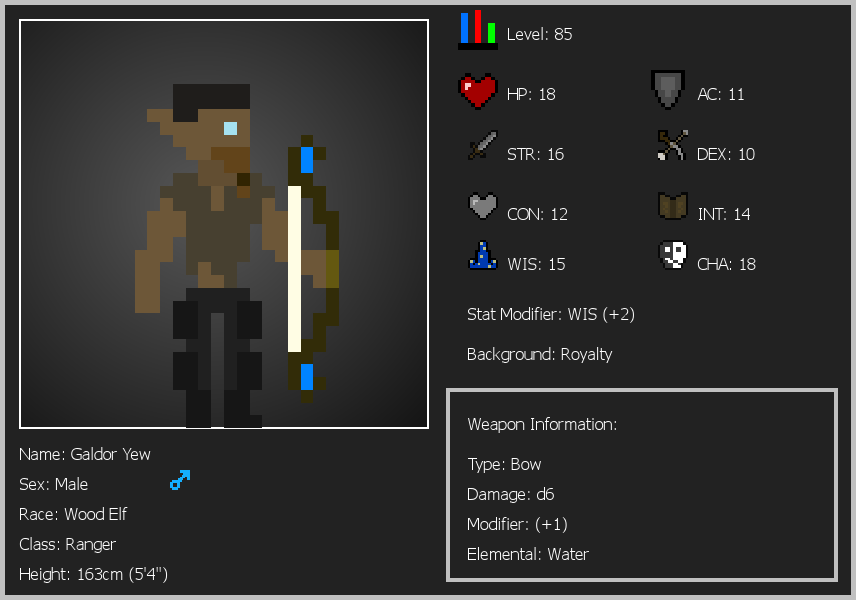 Level: 85
HP: 18
AC: 11
STR: 16
DEX: 10
CON: 12
INT: 14
WIS: 15
CHA: 18
Stat Modifier: WIS (+2)
Background: Royalty
Weapon Information:
Type: Bow
Damage: d6
Modifier: (+1)
Elemental: Water
Name: Galdor Yew
Sex: Male
Race: Wood Elf
Class: Ranger
Height: 163cm (5'4")